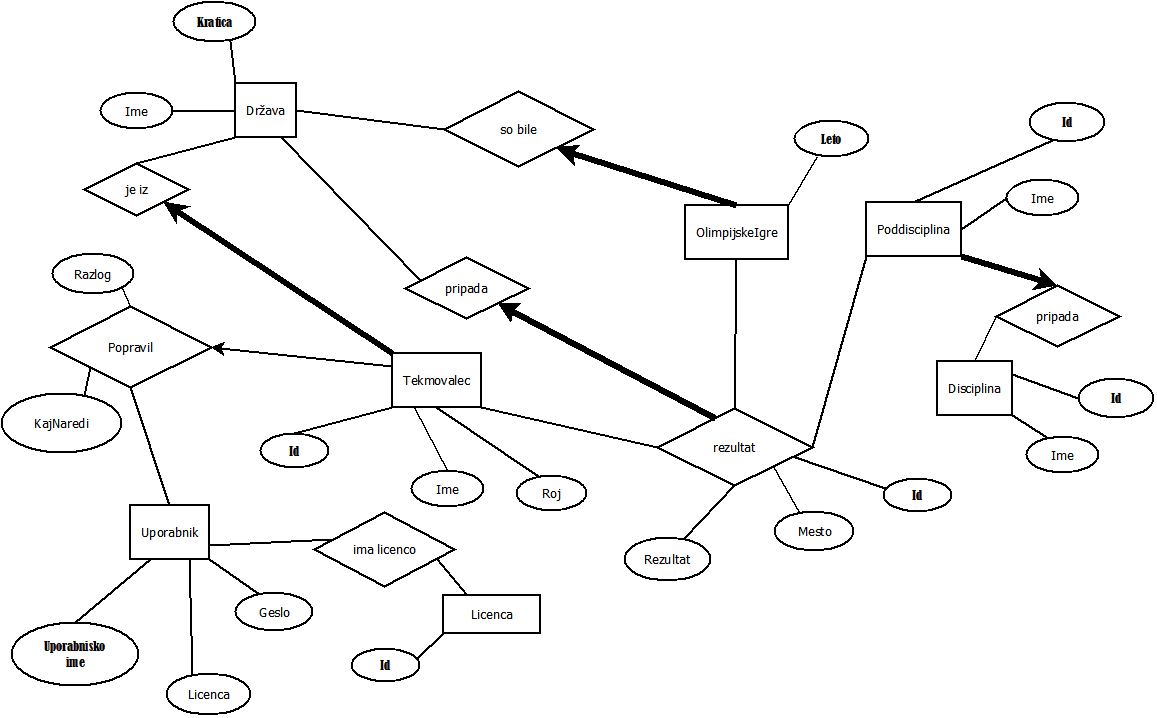 Kratica
Ime
Država
so bile
Leto
Id
je iz
Ime
OlimpijskeIgre
Poddisciplina
Razlog
pripada
pripada
Popravil
Tekmovalec
Disciplina
Id
KajNaredi
Id
rezultat
Ime
Ime
Roj
Id
Mesto
Uporabnik
ima licenco
Rezultat
Geslo
Licenca
Uporabnisko
ime
Id
Licenca